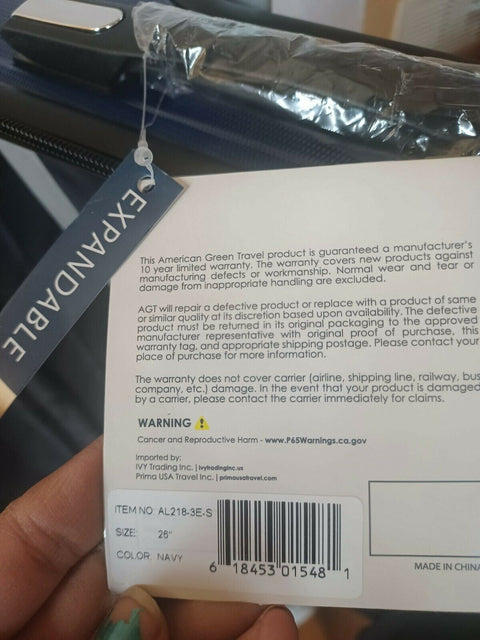 EXPANDABLE
This American Green Travel product is guaranteed a manufacturer's
10 year limited warranty. The warranty covers new products against
manufacturing defects or workmanship. Normal wear and tear or
damage from inappropriate handling are excluded.
AGT will repair a defective product or replace with a product of same
or similar quality at its discretion based upon availability. The defective
product must be returned in its original packaging to the approved
manufacturer representative with original proof of purchase, this
warranty tag, and appropriate shipping postage. Please contact your
place of purchase for more information.
The warranty does not cover carrier (airline, shipping line, railway, bus
company, etc.) damage. In the event that your product is damaged
by a carrier, please contact the carrier immediately for claims.
WARNING ⚠
Cancer and Reproductive Harm - www.P65Warnings.ca.gov
Imported by:
IVY Trading Inc. | ivytradinginc.us
Prima USA Travel Inc. | primausatravel.com
ITEM NO: AL218-3E-S
SIZE: 26"
COLOR: NAVY
6 18453 01548 1
MADE IN CHINA